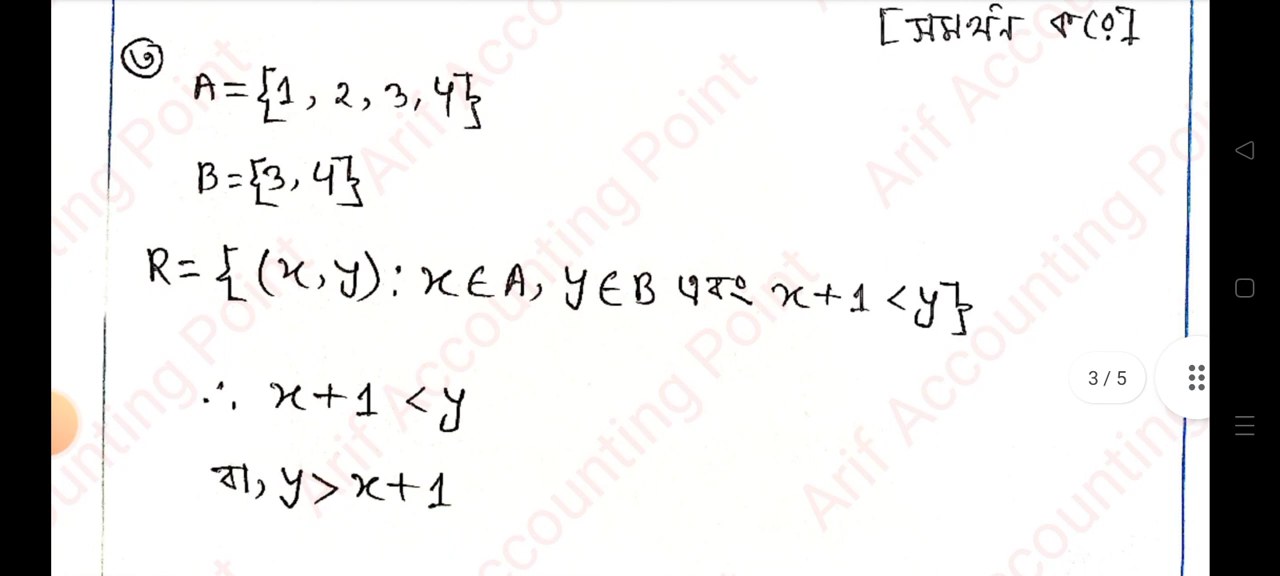 [সমর্থন করে]
৩
A = {1, 2, 3, 4}
B = {3, 4}
R = { (x, y) : x ∈ A, y ∈ B এবং x + 1 < y}
∴ x + 1 < y
বা, y > x + 1
3 / 5
Arif Accounting Point